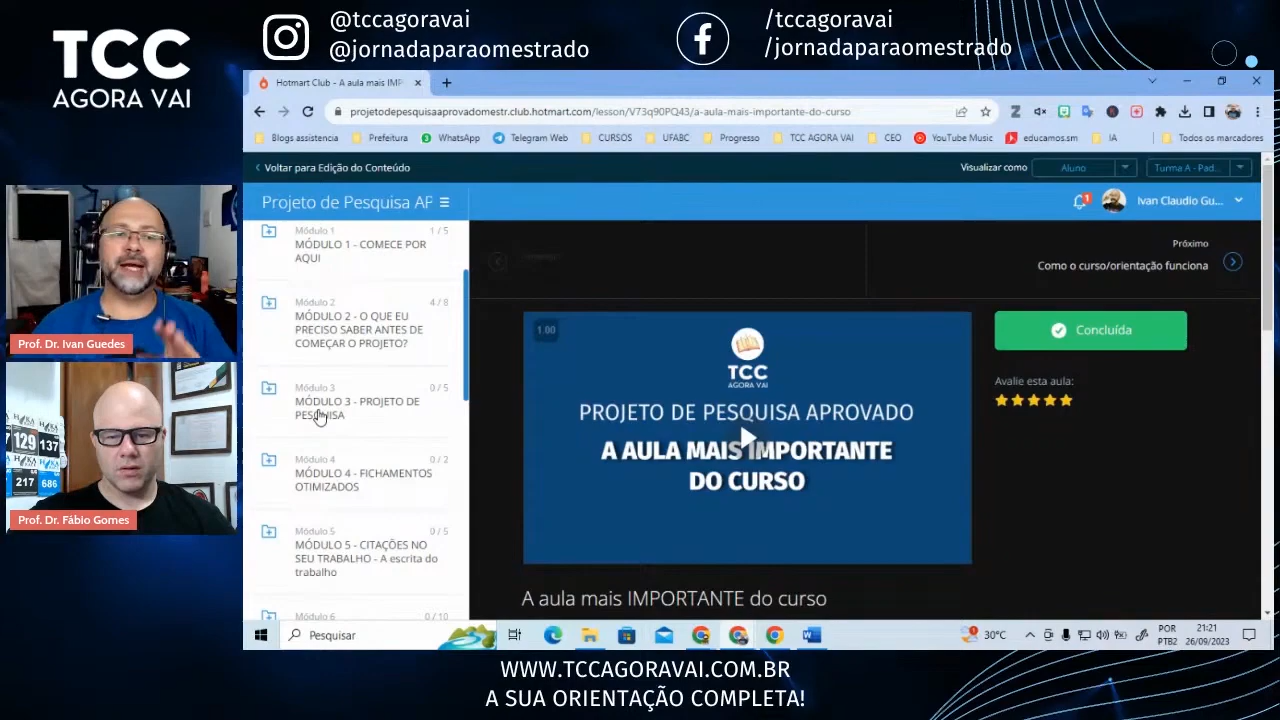 TCC
AGORA VAI
@tccagoravai
@jornadaparaomestrado
/tccagoravai
/jornadaparaomestrado
Hotmart Club - A aula mais IMP
projetodepesquisaaprovadomestr.club.hotmart.com/lesson/V73q90PQ43/a-aula-mais-importante-do-curso
Blogs assistencia
Prefeitura
WhatsApp
Telegram Web
CURSOS
UFABC
Progresso
TCC AGORA VAI
CEO
YouTube Music
educamos.sm
IA
Todos os marcadores
Voltar para Edição do Conteúdo
Visualizar como
Aluno
Turma A - Pad...
Projeto de Pesquisa AF
1
Ivan Claudio Gu...
Módulo 1
1 / 5
MÓDULO 1 - COMECE POR
AQUI
Módulo 2
4 / 8
MÓDULO 2 - O QUE EU
PRECISO SABER ANTES DE
COMEÇAR O PROJETO?
Módulo 3
0 / 5
MÓDULO 3 - PROJETO DE
PESQUISA
Módulo 4
0 / 2
MÓDULO 4 - FICHAMENTOS
OTIMIZADOS
Módulo 5
0 / 5
MÓDULO 5 - CITAÇÕES NO
SEU TRABALHO - A escrita do
trabalho
Módulo 6
0 / 10
Próximo
Como o curso/orientação funciona
1.00
TCC
AGORA VAI
PROJETO DE PESQUISA APROVADO
A AULA MAIS IMPORTANTE
DO CURSO
Concluída
Avalie esta aula:
A aula mais IMPORTANTE do curso
Prof. Dr. Ivan Guedes
129
137
217
686
Prof. Dr. Fábio Gomes
Pesquisar
30°C
POR
PTB2
21:21
26/09/2023
WWW.TCCAGORAVAI.COM.BR
A SUA ORIENTAÇÃO COMPLETA!